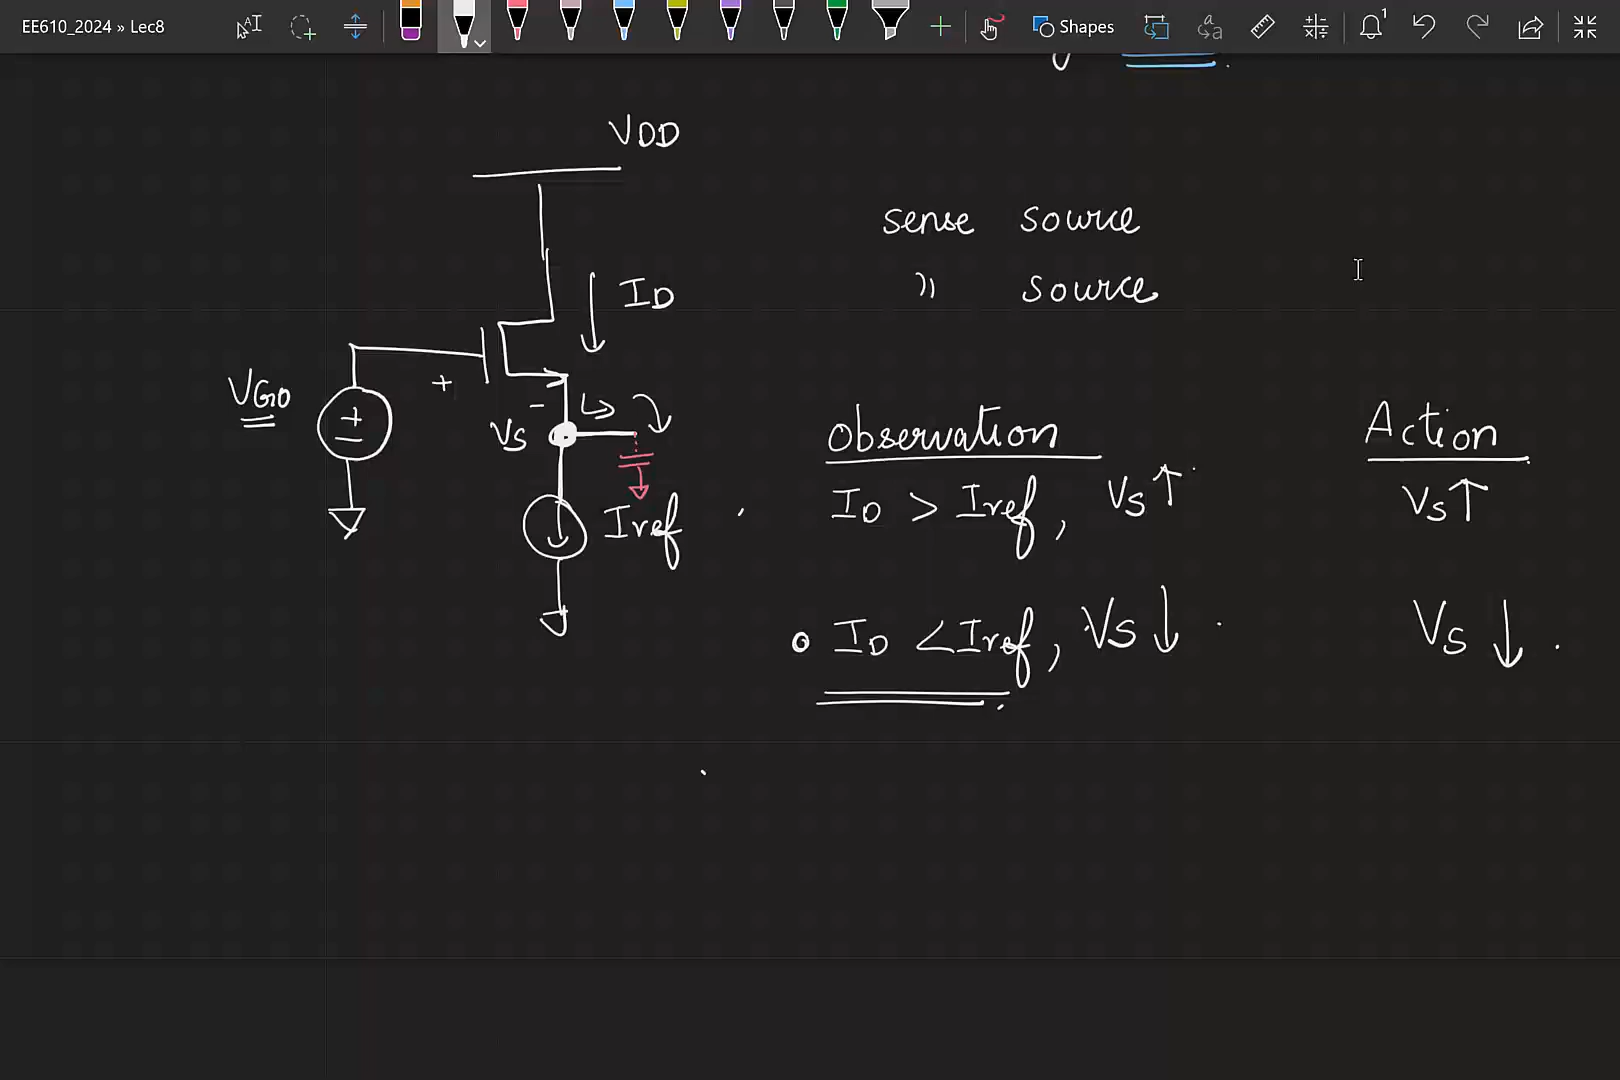 EE610_2024 » Lec8
Shapes
1
VDD
sense source
" source
ID
VG0
+
+
-
-
VS
Observation Action
ID > Iref, VS↑ VS↑
Iref
ID < Iref, VS↓ VS↓